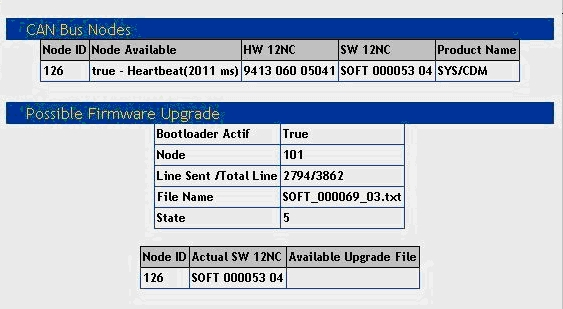 CAN Bus Nodes
Node ID Node Available HW 12NC SW 12NC Product Name
126 true - Heartbeat(2011 ms) 9413 060 05041 SOFT 000053 04 SYS/CDM
Possible Firmware Upgrade
Bootloader Actif True
Node 101
Line Sent /Total Line 2794/3862
File Name SOFT_000069_03.txt
State 5
Node ID Actual SW 12NC Available Upgrade File
126 SOFT 000053 04